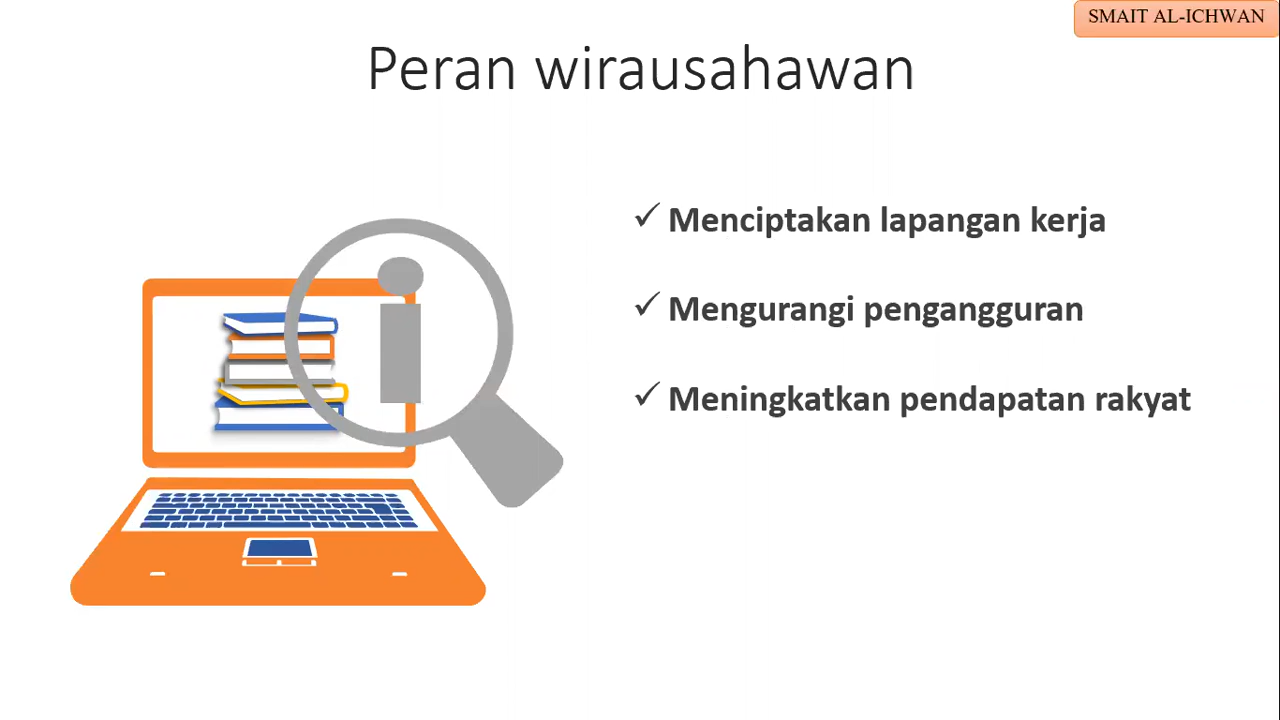 SMAIT AL-ICHWAN
Peran wirausahawan
✓ Menciptakan lapangan kerja
✓ Mengurangi pengangguran
✓ Meningkatkan pendapatan rakyat